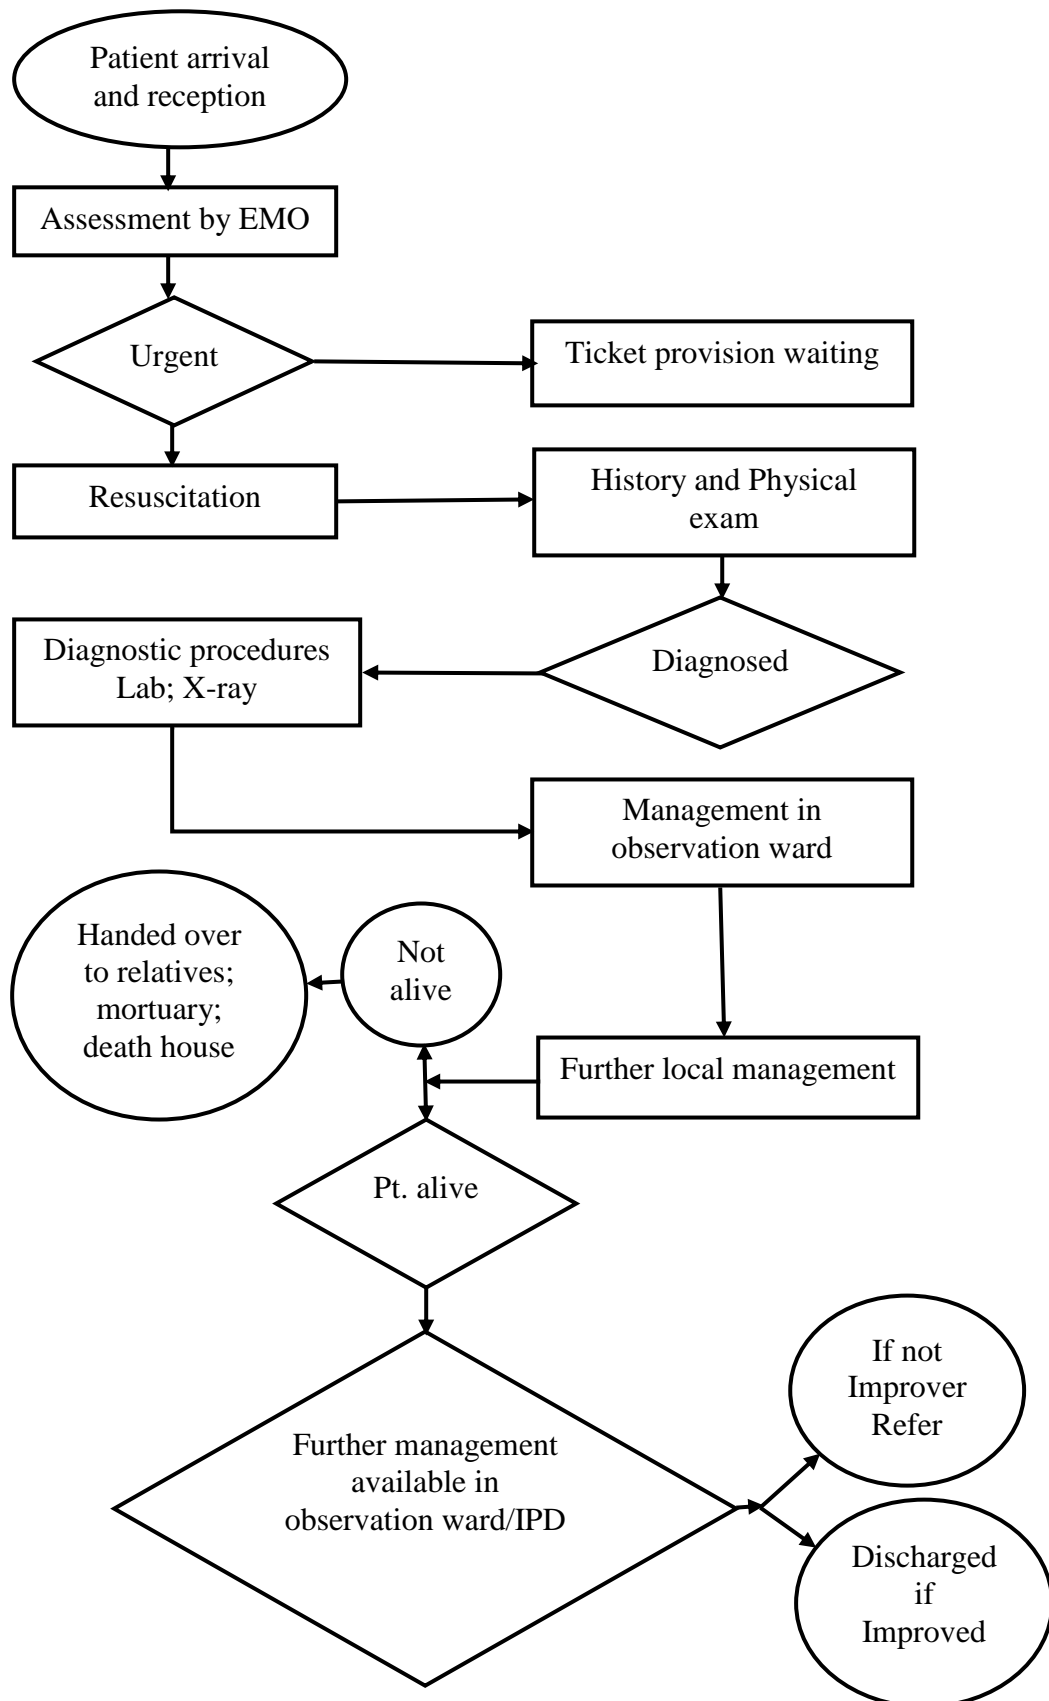 Patient arrival
and reception
Assessment by EMO
Urgent
Ticket provision waiting
Resuscitation
History and Physical
exam
Diagnosed
Diagnostic procedures
Lab; X-ray
Management in
observation ward
Handed over
to relatives;
mortuary;
death house
Not
alive
Further local management
Pt. alive
If not
Improver
Refer
Further management
available in
observation ward/IPD
Discharged
if
Improved